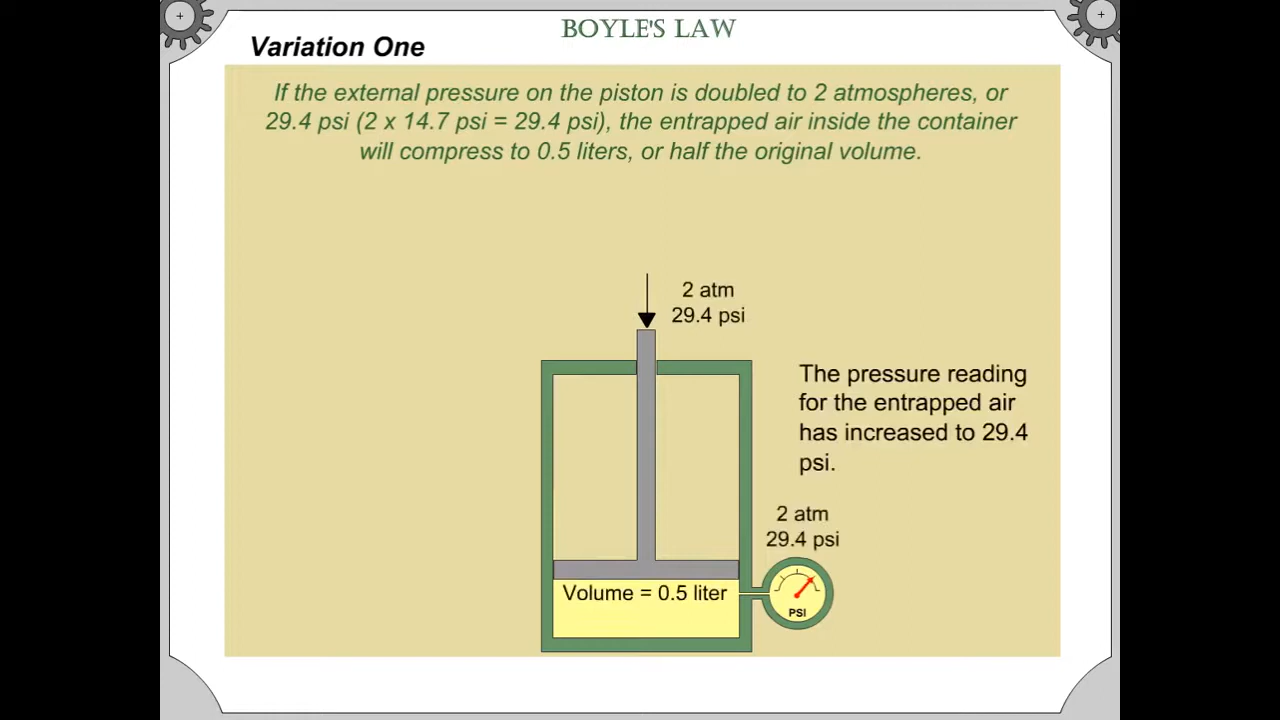 BOYLE'S LAW
Variation One
If the external pressure on the piston is doubled to 2 atmospheres, or
29.4 psi (2 x 14.7 psi = 29.4 psi), the entrapped air inside the container
will compress to 0.5 liters, or half the original volume.
2 atm
29.4 psi
The pressure reading
for the entrapped air
has increased to 29.4
psi.
2 atm
29.4 psi
Volume = 0.5 liter
PSI